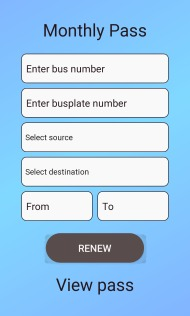 Monthly Pass
Enter bus number
Enter busplate number
Select source
Select destination
From To
RENEW
View pass